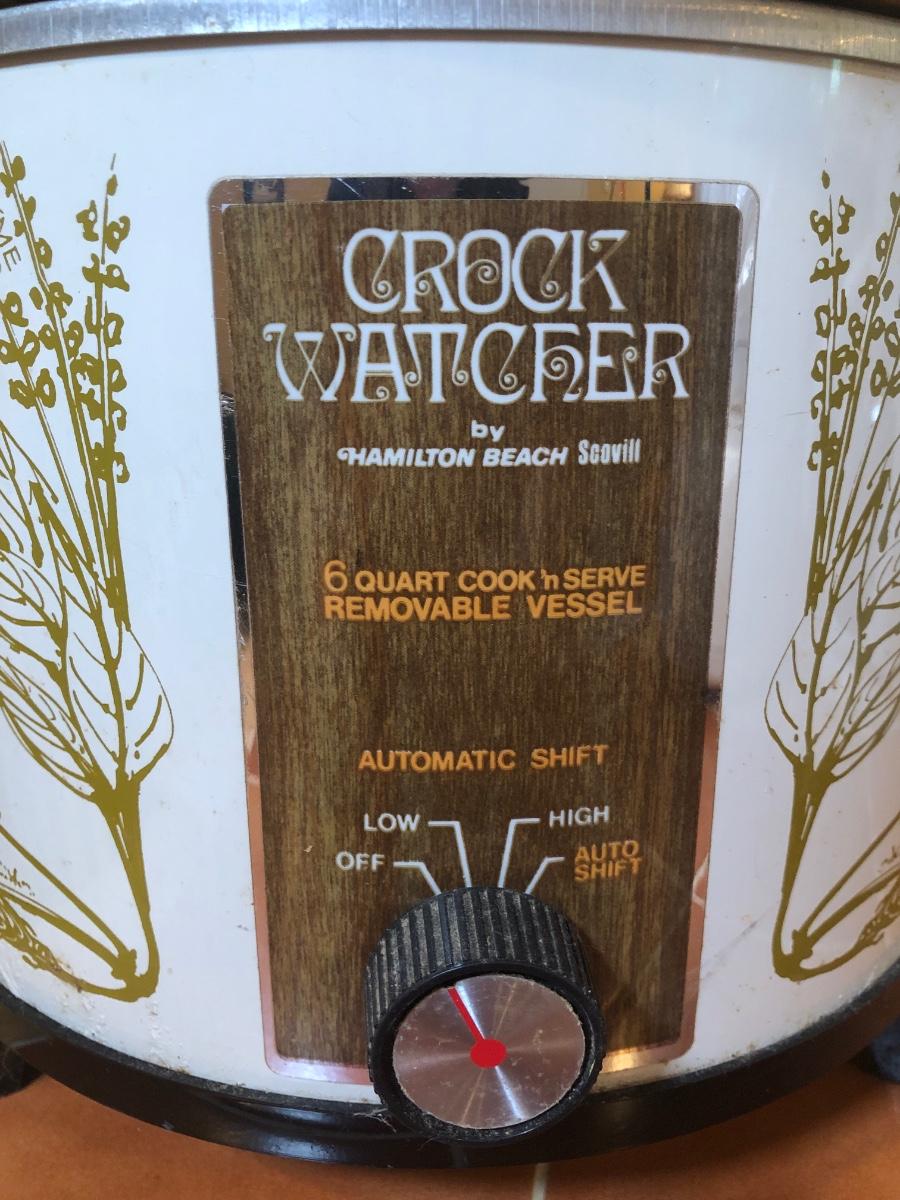 CROCK
WATCHER
by
HAMILTON BEACH Scovill
6 QUART COOK 'n SERVE
REMOVABLE VESSEL
AUTOMATIC SHIFT
LOW
HIGH
OFF
AUTO
SHIFT